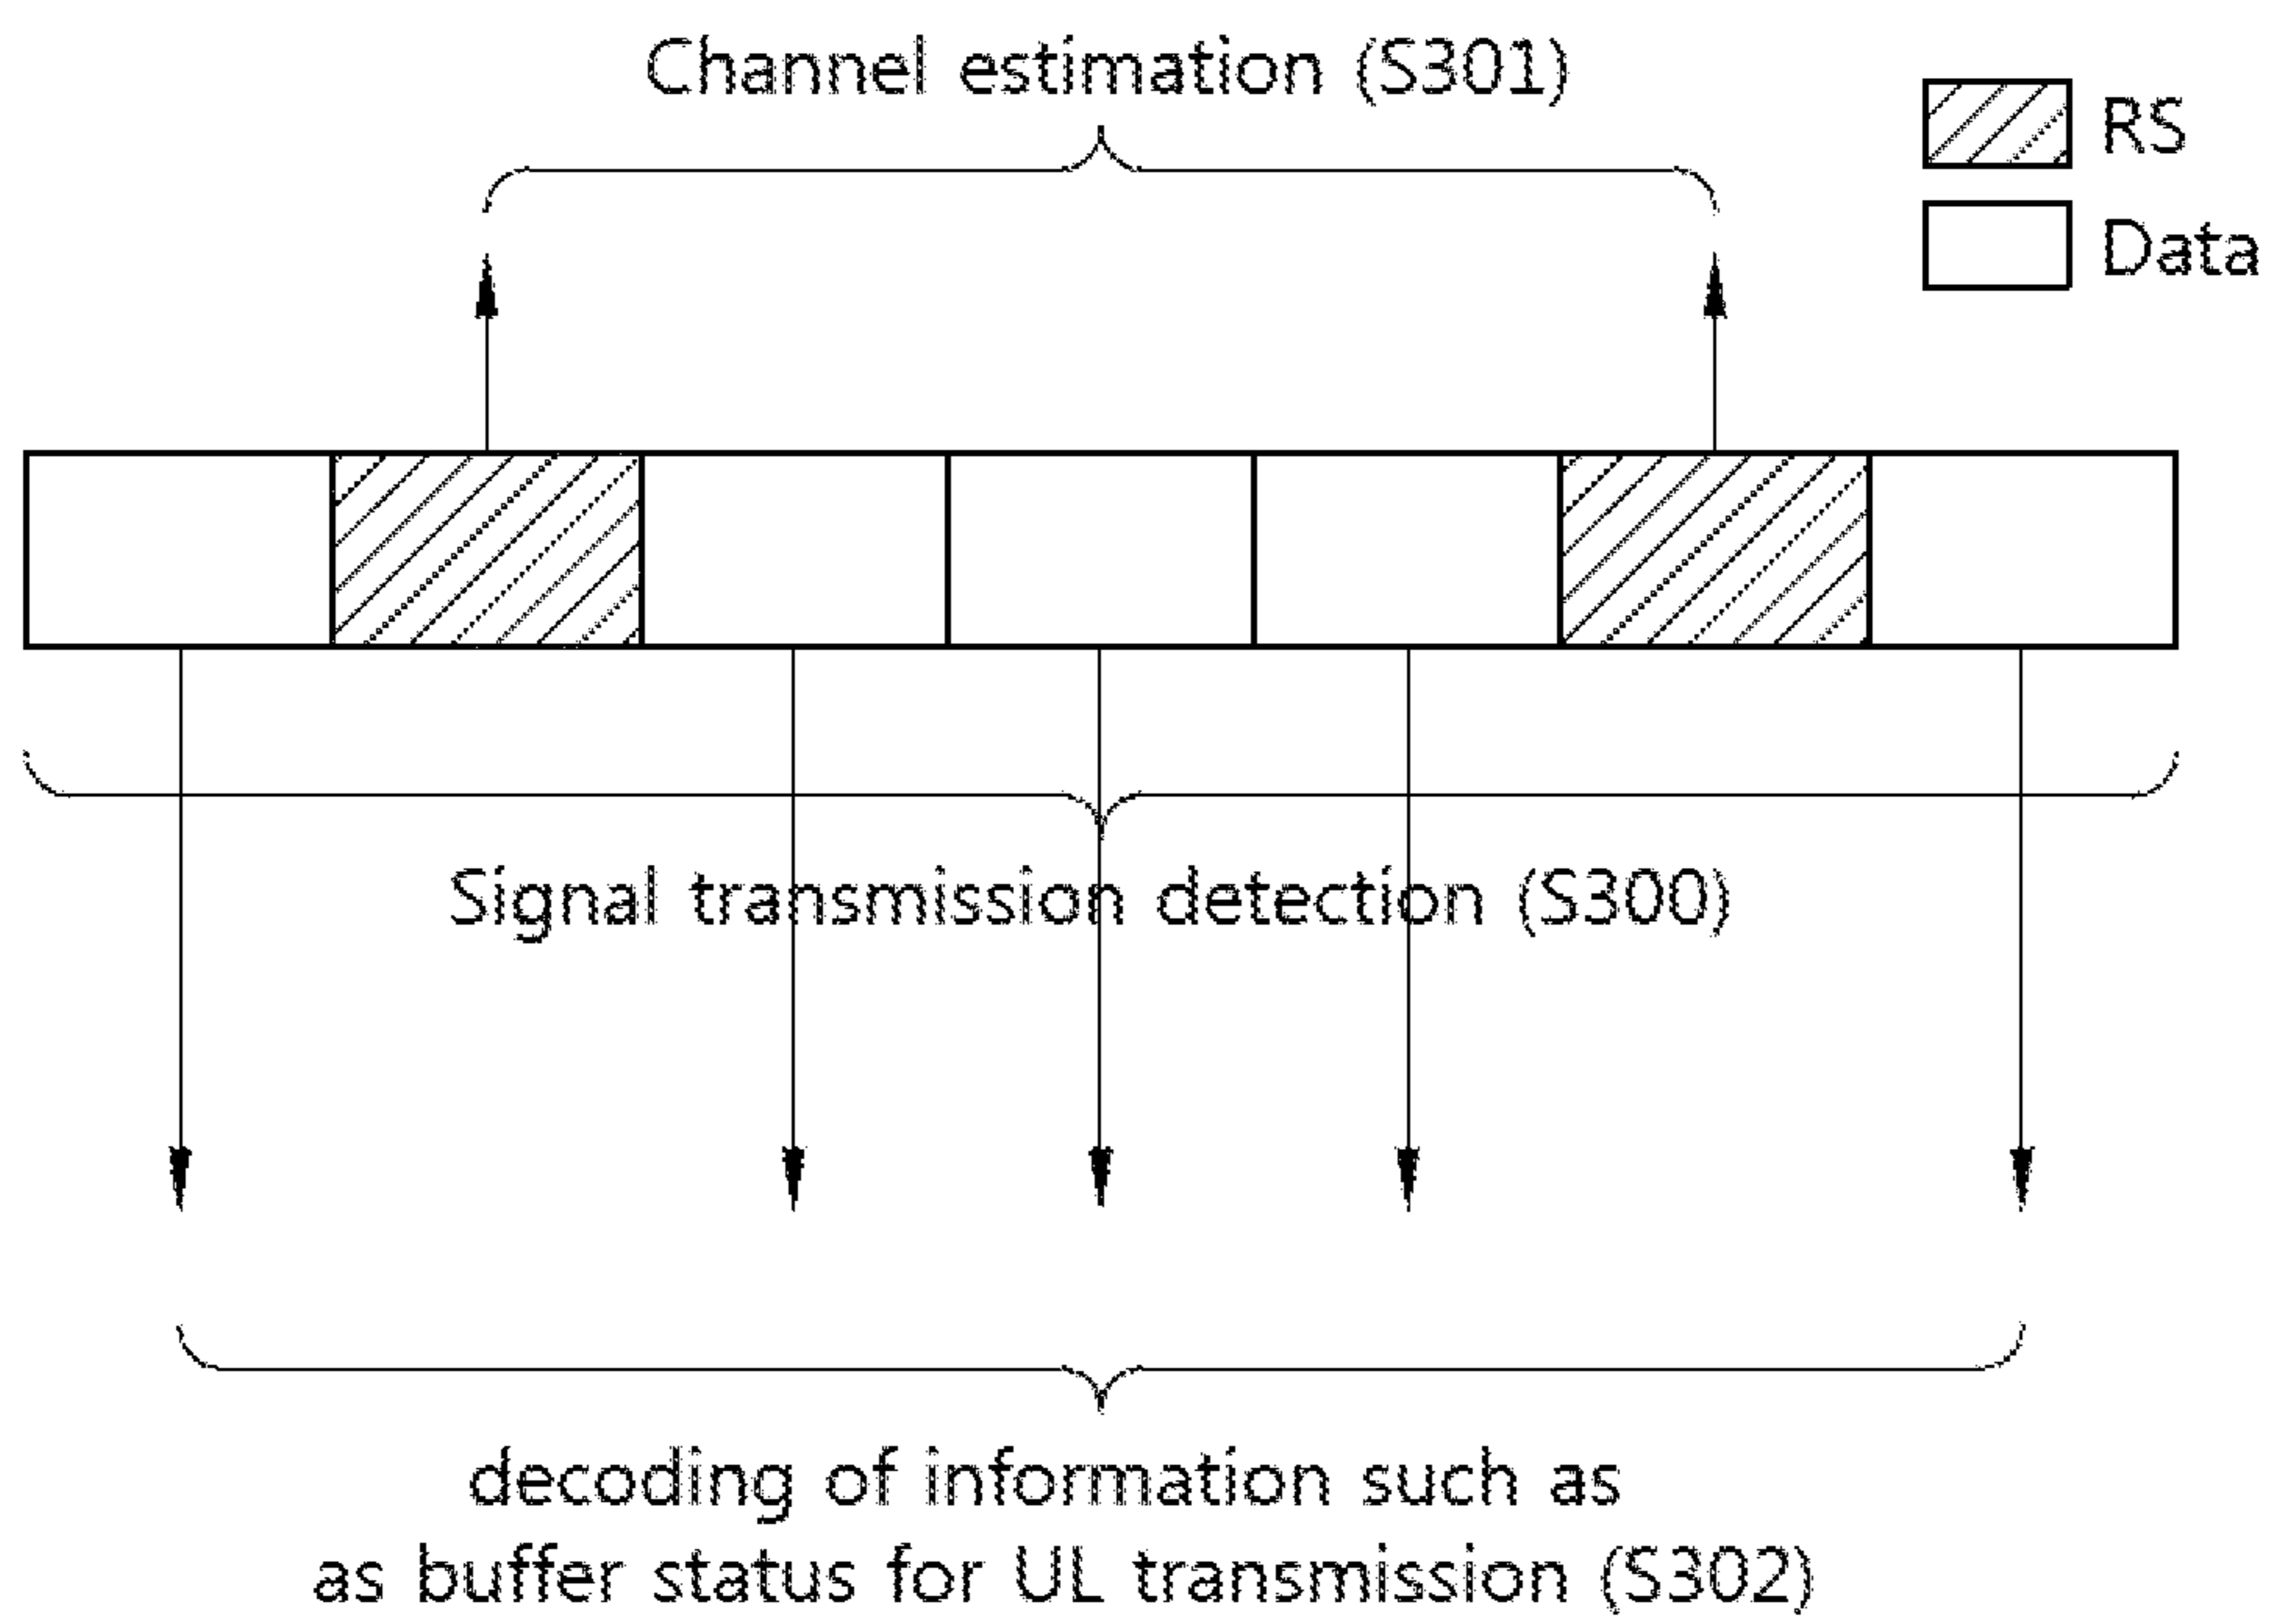 Channel estimation (S301)
RS
Data
Signal transmission detection (S300)
decoding of information such as
as buffer status for UL transmission (S302)